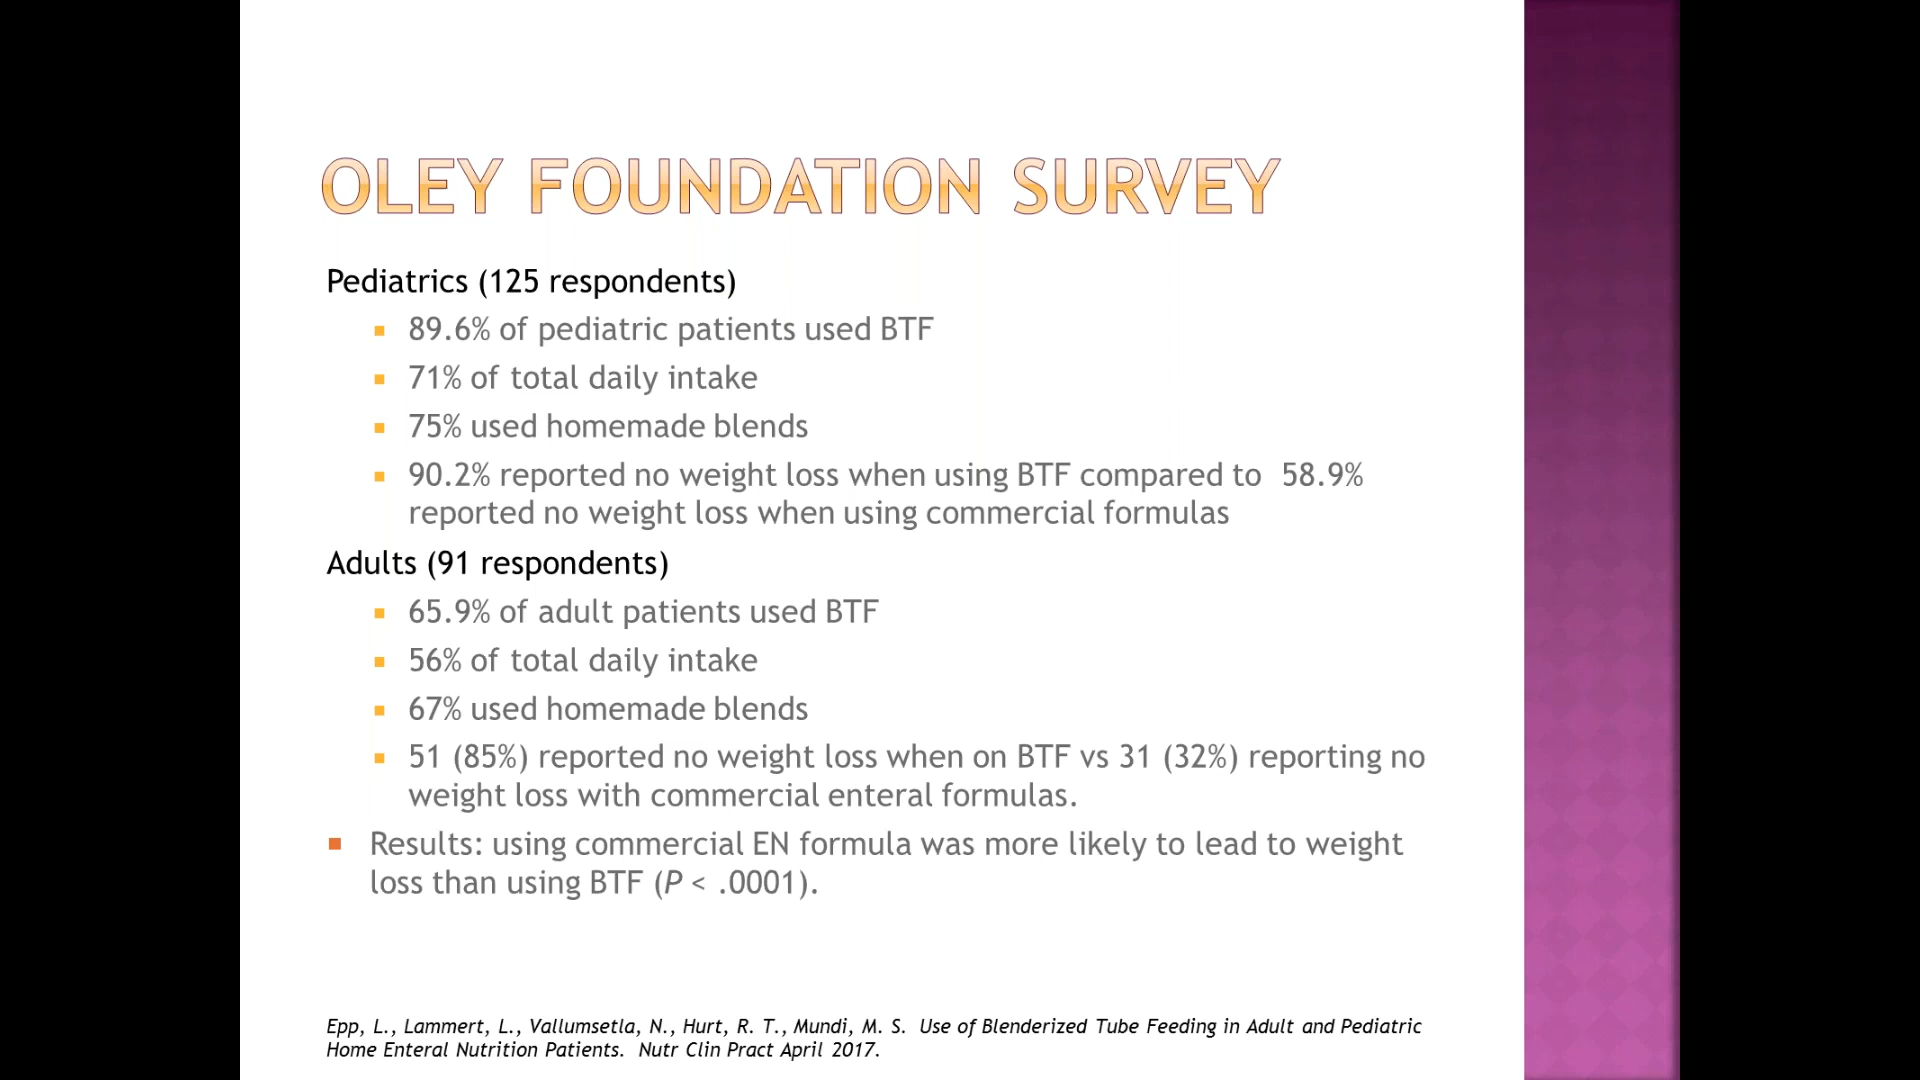 OLEY FOUNDATION SURVEY
Pediatrics (125 respondents)
89.6% of pediatric patients used BTF
71% of total daily intake
75% used homemade blends
90.2% reported no weight loss when using BTF compared to 58.9%
reported no weight loss when using commercial formulas
Adults (91 respondents)
65.9% of adult patients used BTF
56% of total daily intake
67% used homemade blends
51 (85%) reported no weight loss when on BTF vs 31 (32%) reporting no
weight loss with commercial enteral formulas.
Results: using commercial EN formula was more likely to lead to weight
loss than using BTF (P < .0001).
Epp, L., Lammert, L., Vallumsetla, N., Hurt, R. T., Mundi, M. S. Use of Blenderized Tube Feeding in Adult and Pediatric
Home Enteral Nutrition Patients. Nutr Clin Pract April 2017.